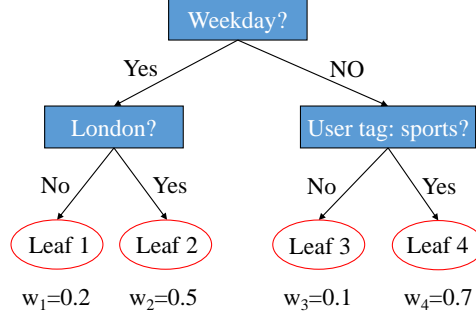 Weekday?
Yes
NO
London?
User tag: sports?
No
Yes
No
Yes
Leaf 1
Leaf 2
Leaf 3
Leaf 4
w₁=0.2
w₂=0.5
w₃=0.1
w₄=0.7